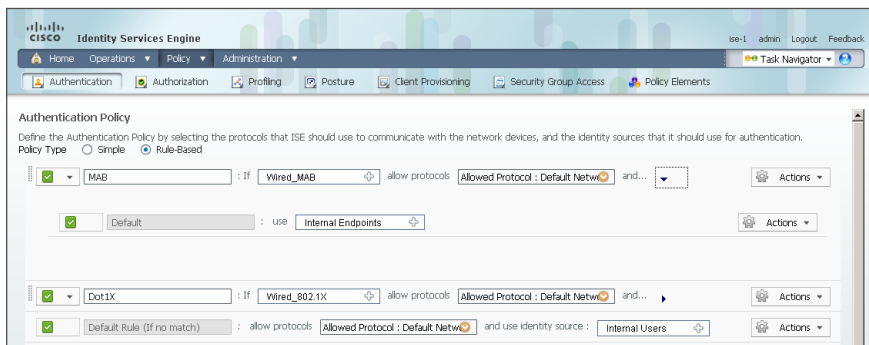 CISCO Identity Services Engine
ise-1 admin Logout Feedback
Home Operations ▼ Policy ▼ Administration ▼
Task Navigator ▼
Authentication Authorization Profiling Posture Client Provisioning Security Group Access Policy Elements
Authentication Policy
Define the Authentication Policy by selecting the protocols that ISE should use to communicate with the network devices, and the identity sources that it should use for authentication.
Policy Type Simple Rule-Based
MAB : If Wired_MAB allow protocols Allowed Protocol : Default Netwo and... Actions ▼
Default : use Internal Endpoints Actions ▼
Dot1X : If Wired_802.1X allow protocols Allowed Protocol : Default Netwo and... Actions ▼
Default Rule (If no match) : allow protocols Allowed Protocol : Default Netwo and use identity source : Internal Users Actions ▼